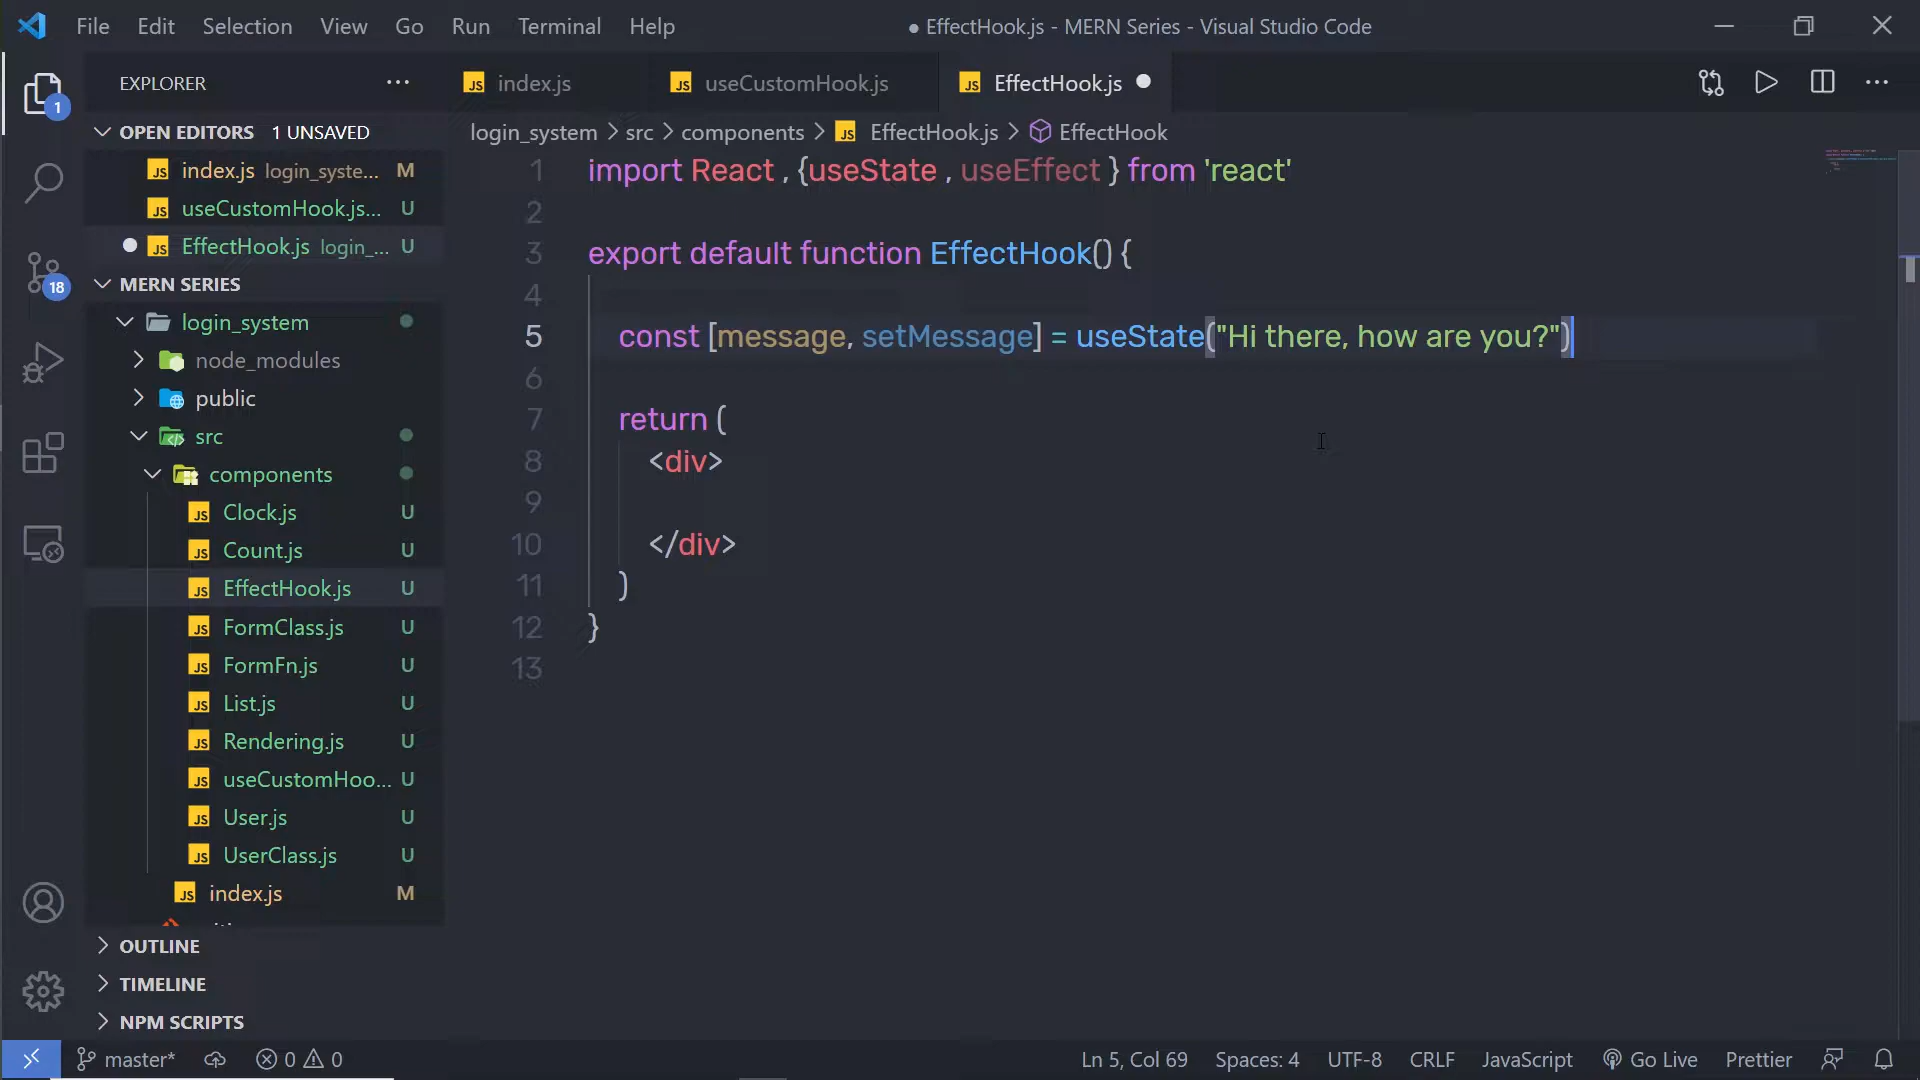 File Edit Selection View Go Run Terminal Help ● EffectHook.js - MERN Series - Visual Studio Code
EXPLORER ···
index.js useCustomHook.js EffectHook.js
1
OPEN EDITORS 1 UNSAVED
login_system > src > components > EffectHook.js > EffectHook
index.js login_syste... M
useCustomHook.js... U
EffectHook.js login_... U
MERN SERIES
login_system
node_modules
public
src
components
Clock.js U
Count.js U
EffectHook.js U
FormClass.js U
FormFn.js U
List.js U
Rendering.js U
useCustomHoo... U
User.js U
UserClass.js U
index.js M
OUTLINE
TIMELINE
NPM SCRIPTS
18
1 import React , {useState , useEffect } from 'react'
2
3 export default function EffectHook() {
4
5 const [message, setMessage] = useState("Hi there, how are you?")
6
7 return (
8 <div>
9
10 </div>
11 )
12 }
13
master* 0 0 Ln 5, Col 69 Spaces: 4 UTF-8 CRLF JavaScript Go Live Prettier